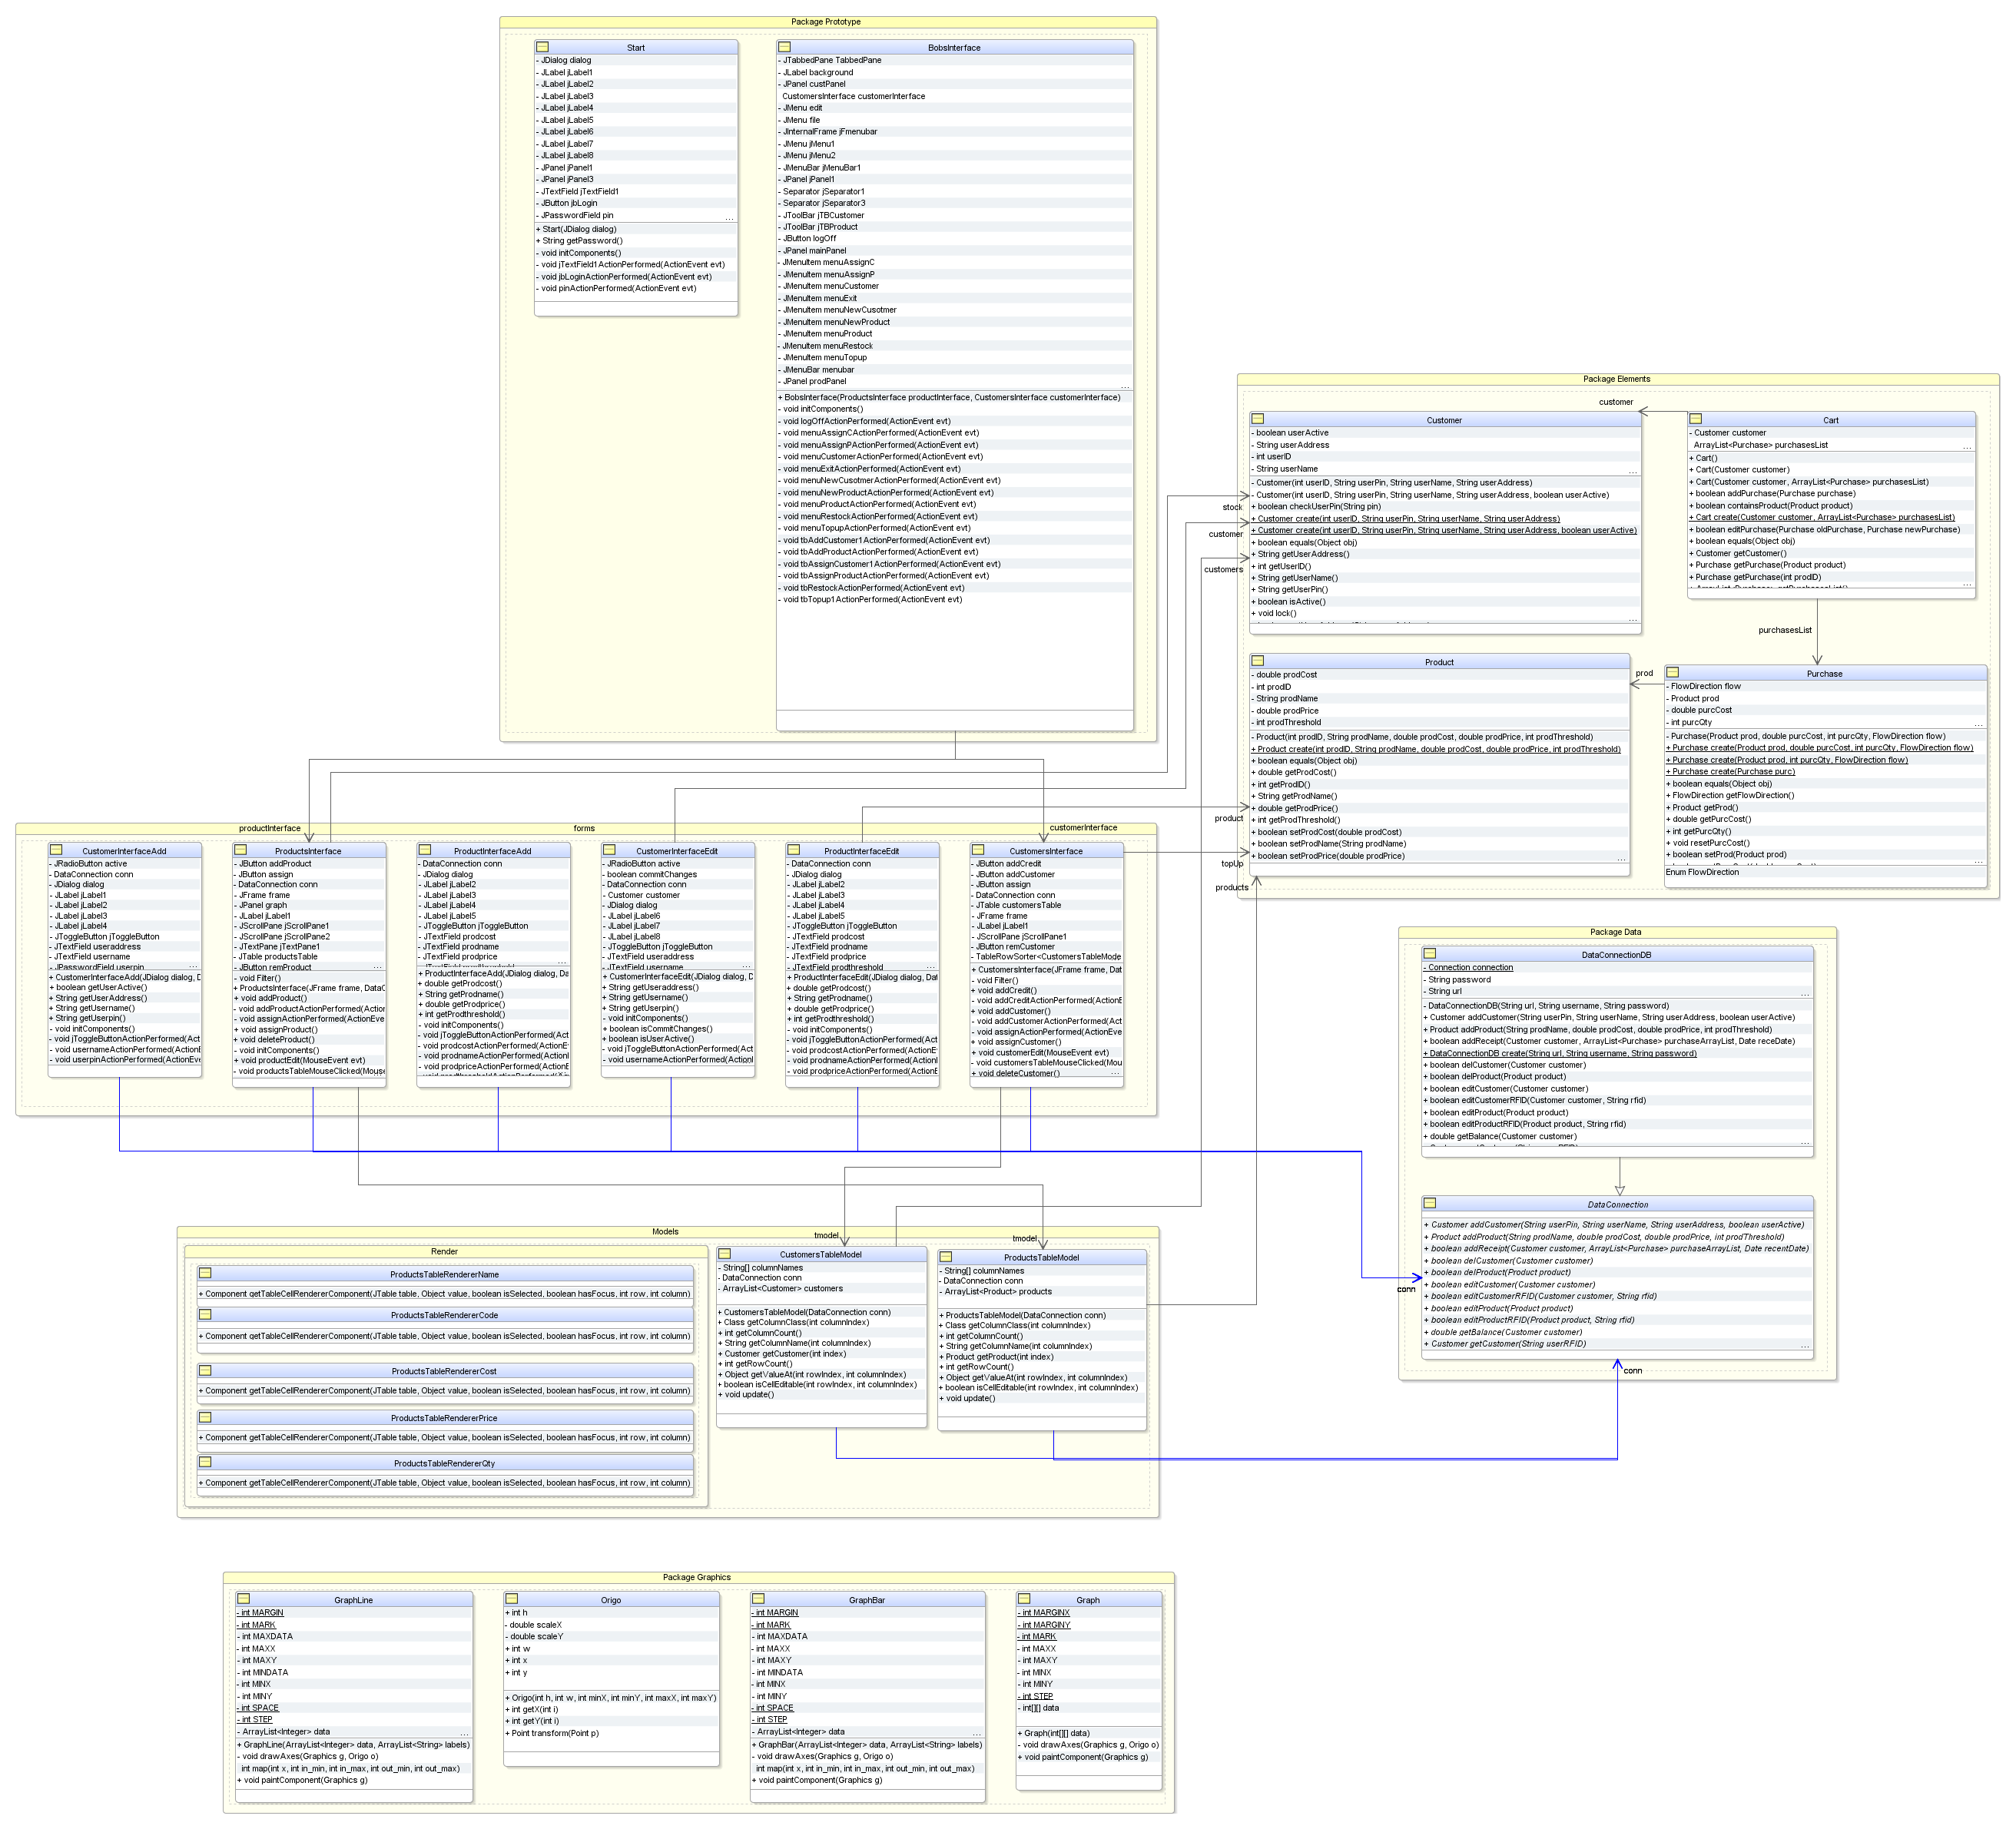 Package Prototype
Start
- JDialog dialog
- JLabel jLabel1
- JLabel jLabel2
- JLabel jLabel3
- JLabel jLabel4
- JLabel jLabel5
- JLabel jLabel6
- JLabel jLabel7
- JLabel jLabel8
- JPanel jPanel1
- JPanel jPanel3
- JTextField jTextField1
- JButton jbLogin
- JPasswordField pin
...
+ Start(JDialog dialog)
+ String getPassword()
- void initComponents()
- void jTextField1ActionPerformed(ActionEvent evt)
- void jbLoginActionPerformed(ActionEvent evt)
- void pinActionPerformed(ActionEvent evt)
BobsInterface
- JTabbedPane TabbedPane
- JLabel background
- JPanel custPanel
CustomersInterface customerInterface
- JMenu edit
- JMenu file
- JInternalFrame jFmenubar
- JMenu jMenu1
- JMenu jMenu2
- JMenuBar jMenuBar1
- JPanel jPanel1
- Separator jSeparator1
- Separator jSeparator3
- JToolBar jTBCustomer
- JToolBar jTBProduct
- JButton logOff
- JPanel mainPanel
- JMenuItem menuAssignC
- JMenuItem menuAssignP
- JMenuItem menuCustomer
- JMenuItem menuExit
- JMenuItem menuNewCusotmer
- JMenuItem menuNewProduct
- JMenuItem menuProduct
- JMenuItem menuRestock
- JMenuItem menuTopup
- JMenuBar menubar
- JPanel prodPanel
...
+ BobsInterface(ProductsInterface productInterface, CustomersInterface customerInterface)
- void initComponents()
- void logOffActionPerformed(ActionEvent evt)
- void menuAssignCActionPerformed(ActionEvent evt)
- void menuAssignPActionPerformed(ActionEvent evt)
- void menuCustomerActionPerformed(ActionEvent evt)
- void menuExitActionPerformed(ActionEvent evt)
- void menuNewCusotmerActionPerformed(ActionEvent evt)
- void menuNewProductActionPerformed(ActionEvent evt)
- void menuProductActionPerformed(ActionEvent evt)
- void menuRestockActionPerformed(ActionEvent evt)
- void menuTopupActionPerformed(ActionEvent evt)
- void tbAddCustomer1ActionPerformed(ActionEvent evt)
- void tbAddProductActionPerformed(ActionEvent evt)
- void tbAssignCustomer1ActionPerformed(ActionEvent evt)
- void tbAssignProductActionPerformed(ActionEvent evt)
- void tbRestockActionPerformed(ActionEvent evt)
- void tbTopup1ActionPerformed(ActionEvent evt)
Package Elements
customer
stock
customer
customers
Customer
- boolean userActive
- String userAddress
- int userID
- String userName
...
- Customer(int userID, String userPin, String userName, String userAddress)
- Customer(int userID, String userPin, String userName, String userAddress, boolean userActive)
+ boolean checkUserPin(String pin)
+ Customer create(int userID, String userPin, String userName, String userAddress)
+ Customer create(int userID, String userPin, String userName, String userAddress, boolean userActive)
+ boolean equals(Object obj)
+ String getUserAddress()
+ int getUserID()
+ String getUserName()
+ String getUserPin()
+ boolean isActive()
+ void lock()
...
Cart
- Customer customer
ArrayList<Purchase> purchasesList
...
+ Cart()
+ Cart(Customer customer)
+ Cart(Customer customer, ArrayList<Purchase> purchasesList)
+ boolean addPurchase(Purchase purchase)
+ boolean containsProduct(Product product)
+ Cart create(Customer customer, ArrayList<Purchase> purchasesList)
+ boolean editPurchase(Purchase oldPurchase, Purchase newPurchase)
+ boolean equals(Object obj)
+ Customer getCustomer()
+ Purchase getPurchase(Product product)
+ Purchase getPurchase(int prodID)
...
purchasesList
prod
product
topUp
products
Product
- double prodCost
- int prodID
- String prodName
- double prodPrice
- int prodThreshold
- Product(int prodID, String prodName, double prodCost, double prodPrice, int prodThreshold)
+ Product create(int prodID, String prodName, double prodCost, double prodPrice, int prodThreshold)
+ boolean equals(Object obj)
+ double getProdCost()
+ int getProdID()
+ String getProdName()
+ double getProdPrice()
+ int getProdThreshold()
+ boolean setProdCost(double prodCost)
+ boolean setProdName(String prodName)
+ boolean setProdPrice(double prodPrice)
...
Purchase
- FlowDirection flow
- Product prod
- double purcCost
- int purcQty
...
- Purchase(Product prod, double purcCost, int purcQty, FlowDirection flow)
+ Purchase create(Product prod, double purcCost, int purcQty, FlowDirection flow)
+ Purchase create(Product prod, int purcQty, FlowDirection flow)
+ Purchase create(Purchase purc)
+ boolean equals(Object obj)
+ FlowDirection getFlowDirection()
+ Product getProd()
+ double getPurcCost()
+ int getPurcQty()
+ void resetPurcCost()
+ boolean setProd(Product prod)
...
Enum FlowDirection
productInterface
forms
customerInterface
CustomerInterfaceAdd
- JRadioButton active
- DataConnection conn
- JDialog dialog
- JLabel jLabel1
- JLabel jLabel2
- JLabel jLabel3
- JLabel jLabel4
- JToggleButton jToggleButton
- JTextField useraddress
- JTextField username
- JPasswordField userpin
...
+ CustomerInterfaceAdd(JDialog dialog, D
+ boolean getUserActive()
+ String getUserAddress()
+ String getUsername()
+ String getUserpin()
- void initComponents()
- void jToggleButtonActionPerformed(Act
- void usernameActionPerformed(Action
- void userpinActionPerformed(ActionEve
ProductsInterface
- JButton addProduct
- JButton assign
- DataConnection conn
- JFrame frame
- JPanel graph
- JLabel jLabel1
- JScrollPane jScrollPane1
- JScrollPane jScrollPane2
- JTextPane jTextPane1
- JTable productsTable
- JButton remProduct
...
- void Filter()
+ ProductsInterface(JFrame frame, DataC
+ void addProduct()
- void addProductActionPerformed(Action
- void assignActionPerformed(ActionEve
+ void assignProduct()
+ void deleteProduct()
- void initComponents()
+ void productEdit(MouseEvent evt)
- void productsTableMouseClicked(Mouse
ProductInterfaceAdd
- DataConnection conn
- JDialog dialog
- JLabel jLabel2
- JLabel jLabel3
- JLabel jLabel4
- JLabel jLabel5
- JToggleButton jToggleButton
- JTextField prodcost
- JTextField prodname
- JTextField prodprice
...
+ ProductInterfaceAdd(JDialog dialog, Da
+ double getProdcost()
+ String getProdname()
+ double getProdprice()
+ int getProdthreshold()
- void initComponents()
- void jToggleButtonActionPerformed(Act
- void prodcostActionPerformed(ActionE
- void prodnameActionPerformed(Action
- void prodpriceActionPerformed(ActionE
CustomerInterfaceEdit
- JRadioButton active
- boolean commitChanges
- DataConnection conn
- Customer customer
- JDialog dialog
- JLabel jLabel6
- JLabel jLabel7
- JLabel jLabel8
- JToggleButton jToggleButton
- JTextField useraddress
- JTextField username
...
+ CustomerInterfaceEdit(JDialog dialog, D
+ String getUseraddress()
+ String getUsername()
+ String getUserpin()
- void initComponents()
+ boolean isCommitChanges()
+ boolean isUserActive()
- void jToggleButtonActionPerformed(Act
- void usernameActionPerformed(Action
ProductInterfaceEdit
- DataConnection conn
- JDialog dialog
- JLabel jLabel2
- JLabel jLabel3
- JLabel jLabel4
- JLabel jLabel5
- JToggleButton jToggleButton
- JTextField prodcost
- JTextField prodname
- JTextField prodprice
- JTextField prodthreshold
...
+ ProductInterfaceEdit(JDialog dialog, Dat
+ double getProdcost()
+ String getProdname()
+ double getProdprice()
+ int getProdthreshold()
- void initComponents()
- void jToggleButtonActionPerformed(Act
- void prodcostActionPerformed(ActionE
- void prodnameActionPerformed(Action
- void prodpriceActionPerformed(ActionE
CustomersInterface
- JButton addCredit
- JButton addCustomer
- JButton assign
- DataConnection conn
- JTable customersTable
- JFrame frame
- JLabel jLabel1
- JScrollPane jScrollPane1
- JButton remCustomer
- TableRowSorter<CustomersTableMode
+ CustomersInterface(JFrame frame, Dat
- void Filter()
+ void addCredit()
- void addCreditActionPerformed(ActionE
+ void addCustomer()
- void addCustomerActionPerformed(Act
- void assignActionPerformed(ActionEve
+ void assignCustomer()
+ void customerEdit(MouseEvent evt)
- void customersTableMouseClicked(Mou
+ void deleteCustomer()
...
Package Data
DataConnectionDB
- Connection connection
- String password
- String url
...
- DataConnectionDB(String url, String username, String password)
+ Customer addCustomer(String userPin, String userName, String userAddress, boolean userActive)
+ Product addProduct(String prodName, double prodCost, double prodPrice, int prodThreshold)
+ boolean addReceipt(Customer customer, ArrayList<Purchase> purchaseArrayList, Date receDate)
+ DataConnectionDB create(String url, String username, String password)
+ boolean delCustomer(Customer customer)
+ boolean delProduct(Product product)
+ boolean editCustomer(Customer customer)
+ boolean editCustomerRFID(Customer customer, String rfid)
+ boolean editProduct(Product product)
+ boolean editProductRFID(Product product, String rfid)
+ double getBalance(Customer customer)
...
DataConnection
+ Customer addCustomer(String userPin, String userName, String userAddress, boolean userActive)
+ Product addProduct(String prodName, double prodCost, double prodPrice, int prodThreshold)
+ boolean addReceipt(Customer customer, ArrayList<Purchase> purchaseArrayList, Date recentDate)
+ boolean delCustomer(Customer customer)
+ boolean delProduct(Product product)
+ boolean editCustomer(Customer customer)
+ boolean editCustomerRFID(Customer customer, String rfid)
+ boolean editProduct(Product product)
+ boolean editProductRFID(Product product, String rfid)
+ double getBalance(Customer customer)
+ Customer getCustomer(String userRFID)
...
conn
conn
Models
tmodel
tmodel
Render
ProductsTableRendererName
+ Component getTableCellRendererComponent(JTable table, Object value, boolean isSelected, boolean hasFocus, int row, int column)
ProductsTableRendererCode
+ Component getTableCellRendererComponent(JTable table, Object value, boolean isSelected, boolean hasFocus, int row, int column)
ProductsTableRendererCost
+ Component getTableCellRendererComponent(JTable table, Object value, boolean isSelected, boolean hasFocus, int row, int column)
ProductsTableRendererPrice
+ Component getTableCellRendererComponent(JTable table, Object value, boolean isSelected, boolean hasFocus, int row, int column)
ProductsTableRendererQty
+ Component getTableCellRendererComponent(JTable table, Object value, boolean isSelected, boolean hasFocus, int row, int column)
CustomersTableModel
- String[] columnNames
- DataConnection conn
- ArrayList<Customer> customers
+ CustomersTableModel(DataConnection conn)
+ Class getColumnClass(int columnIndex)
+ int getColumnCount()
+ String getColumnName(int columnIndex)
+ Customer getCustomer(int index)
+ int getRowCount()
+ Object getValueAt(int rowIndex, int columnIndex)
+ boolean isCellEditable(int rowIndex, int columnIndex)
+ void update()
ProductsTableModel
- String[] columnNames
- DataConnection conn
- ArrayList<Product> products
+ ProductsTableModel(DataConnection conn)
+ Class getColumnClass(int columnIndex)
+ int getColumnCount()
+ String getColumnName(int columnIndex)
+ Product getProduct(int index)
+ int getRowCount()
+ Object getValueAt(int rowIndex, int columnIndex)
+ boolean isCellEditable(int rowIndex, int columnIndex)
+ void update()
Package Graphics
GraphLine
- int MARGIN
- int MARK
- int MAXDATA
- int MAXX
- int MAXY
- int MINDATA
- int MINX
- int MINY
- int SPACE
- int STEP
- ArrayList<Integer> data
...
+ GraphLine(ArrayList<Integer> data, ArrayList<String> labels)
- void drawAxes(Graphics g, Origo o)
int map(int x, int in_min, int in_max, int out_min, int out_max)
+ void paintComponent(Graphics g)
Origo
+ int h
- double scaleX
- double scaleY
+ int w
+ int x
+ int y
+ Origo(int h, int w, int minX, int minY, int maxX, int maxY)
+ int getX(int i)
+ int getY(int i)
+ Point transform(Point p)
GraphBar
- int MARGIN
- int MARK
- int MAXDATA
- int MAXX
- int MAXY
- int MINDATA
- int MINX
- int MINY
- int SPACE
- int STEP
- ArrayList<Integer> data
...
+ GraphBar(ArrayList<Integer> data, ArrayList<String> labels)
- void drawAxes(Graphics g, Origo o)
int map(int x, int in_min, int in_max, int out_min, int out_max)
+ void paintComponent(Graphics g)
Graph
- int MARGINX
- int MARGINY
- int MARK
- int MAXX
- int MAXY
- int MINX
- int MINY
- int STEP
- int[][] data
+ Graph(int[][] data)
- void drawAxes(Graphics g, Origo o)
+ void paintComponent(Graphics g)